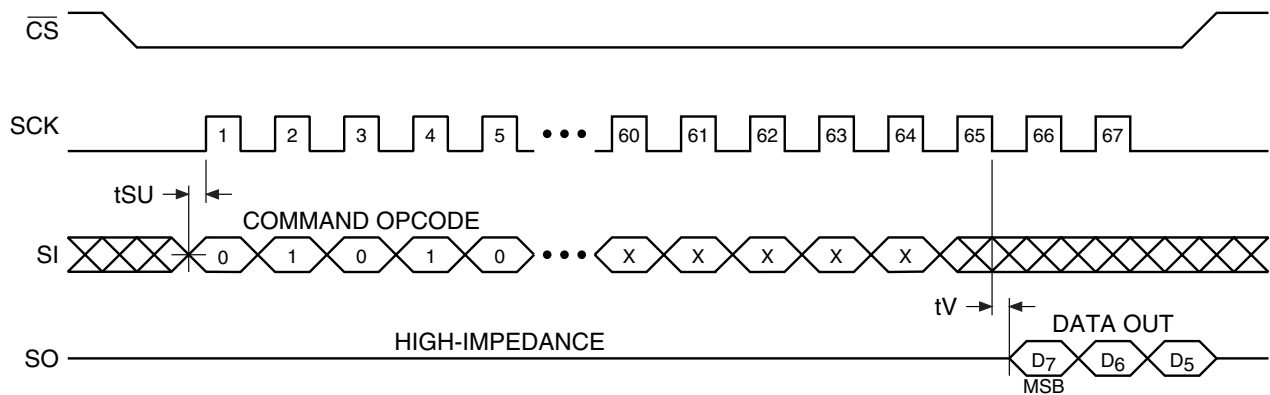 CS
SCK
1 2 3 4 5 ••• 60 61 62 63 64 65 66 67
tSU
COMMAND OPCODE
SI
0 1 0 1 0 ••• X X X X X
tV
DATA OUT
HIGH-IMPEDANCE
SO
D7 D6 D5
MSB